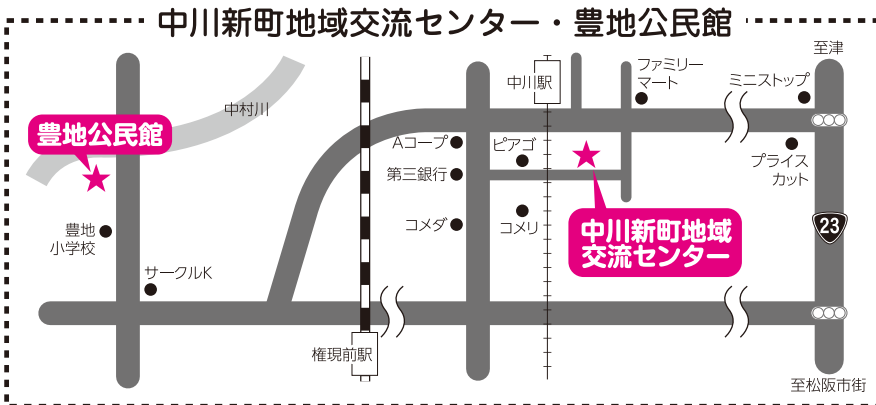 中川新町地域交流センター・豊地公民館
至津
ファミリー
マート
ミニストップ
中川駅
中村川
豊地公民館
Aコープ
ピアゴ
プライス
カット
第三銀行
コメダ
コメリ
中川新町地域
交流センター
23
豊地
小学校
サークルK
権現前駅
至松阪市街